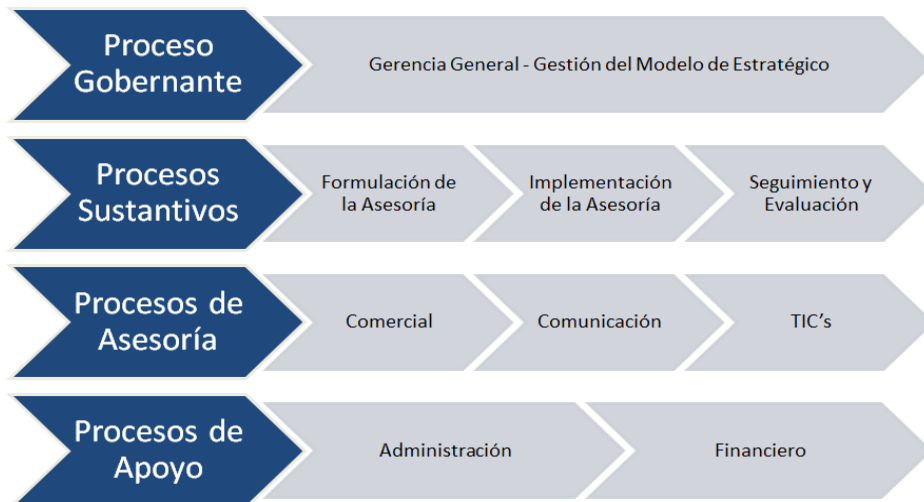 Proceso
Gobernante
Gerencia General - Gestión del Modelo de Estratégico
Procesos
Sustantivos
Formulación de
la Asesoría
Implementación
de la Asesoría
Seguimiento y
Evaluación
Procesos de
Asesoría
Comercial
Comunicación
TIC's
Procesos de
Apoyo
Administración
Financiero